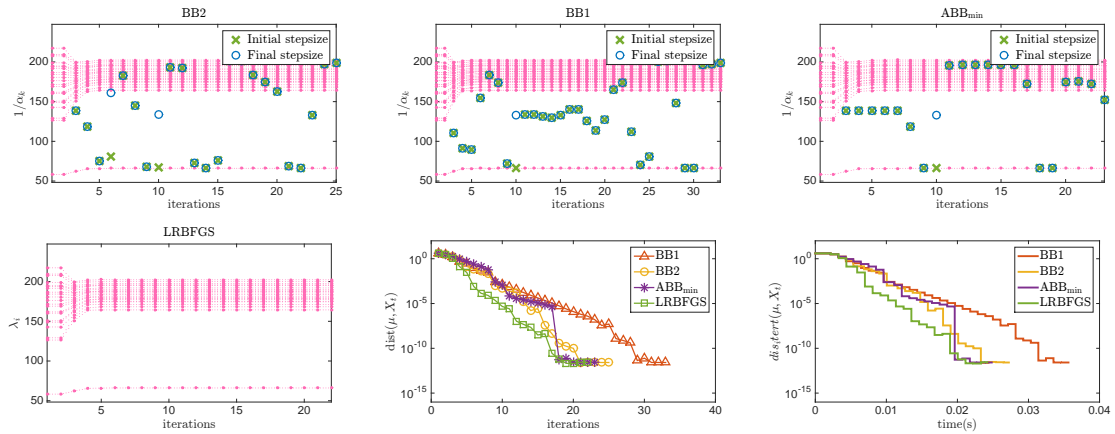 BB2
Initial stepsize
Final stepsize
200
150
100
50
1/α_k
5 10 15 20 25
iterations
BB1
Initial stepsize
Final stepsize
200
150
100
50
1/α_k
5 10 15 20 25 30
iterations
ABB_min
Initial stepsize
Final stepsize
200
150
100
50
1/α_k
5 10 15 20
iterations
LRBFGS
200
150
100
50
λ_i
5 10 15 20
iterations
BB1
BB2
ABB_min
LRBFGS
10^0
10^-5
10^-10
10^-15
dist(μ, X_t)
0 10 20 30 40
iterations
BB1
BB2
ABB_min
LRBFGS
10^0
10^-5
10^-10
10^-15
0 0.01 0.02 0.03 0.04
time(s)